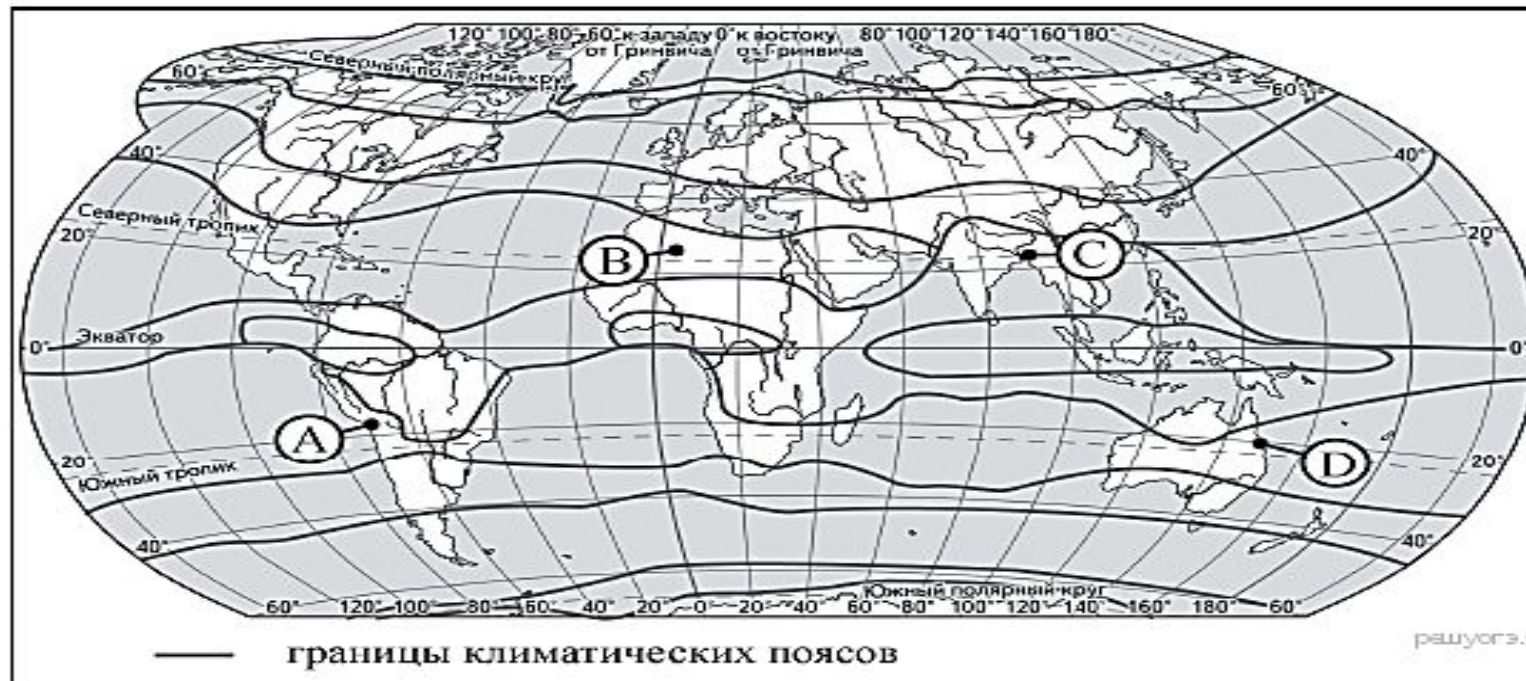 120° 100° 80° 60° к западу 0° к востоку 80° 100° 120° 140° 160° 180°
от Гринвича от Гринвича
Северный полярный круг
60° 60°
40° 40°
Северный тропик
20° 20°
B C
Экватор
0° 0°
A D
20° 20°
Южный тропик
40° 40°
Южный полярный круг
60° 120° 100° 80° 60° 40° 20° 0° 20° 40° 60° 80° 100° 120° 140° 160° 180° 60°
границы климатических поясов